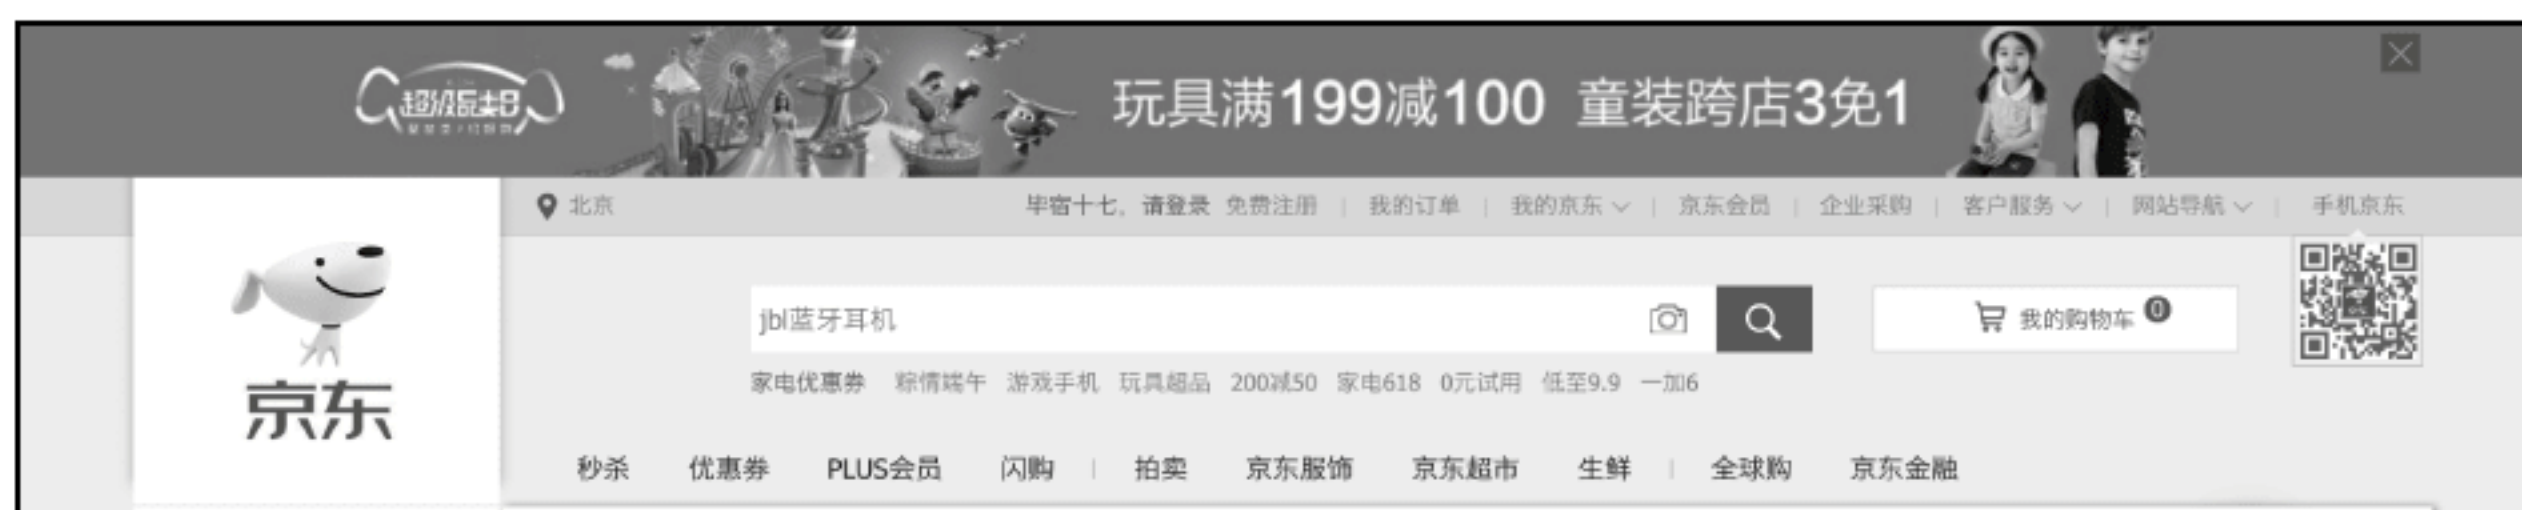 超级玩美日
玩具满199减100 童装跨店3免1
北京
毕宿十七, 请登录 免费注册 我的订单 我的京东 京东会员 企业采购 客户服务 网站导航 手机京东
jbl蓝牙耳机
我的购物车 0
家电优惠券 粽情端午 游戏手机 玩具超品 200减50 家电618 0元试用 低至9.9 一加6
京东
秒杀 优惠券 PLUS会员 闪购 拍卖 京东服饰 京东超市 生鲜 全球购 京东金融